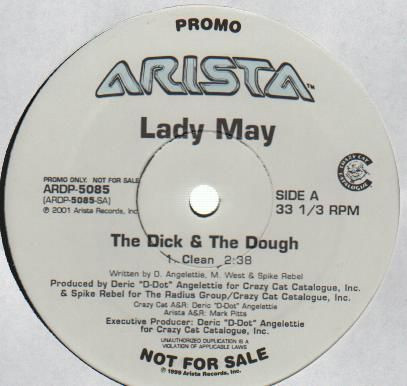 PROMO
ARISTA™
Lady May
CRAZY CAT
CATALOGUE
PROMO ONLY. NOT FOR SALE
ARDP-5085
(ARDP-5085-SA)
℗ 2001 Arista Records, Inc.
SIDE A
33 1/3 RPM
The Dick & The Dough
1. Clean 2:38
Written by D. Angelettie, M. West & Spike Rebel
Produced by Deric "D-Dot" Angelettie for Crazy Cat Catalogue, Inc.
& Spike Rebel for The Radius Group/Crazy Cat Catalogue, Inc.
Crazy Cat A&R: Deric "D-Dot" Angelettie
Arista A&R: Mark Pitts
Executive Producer: Deric "D-Dot" Angelettie
for Crazy Cat Catalogue, Inc.
UNAUTHORIZED DUPLICATION IS A
VIOLATION OF APPLICABLE LAWS
NOT FOR SALE
© 1999 Arista Records, Inc.